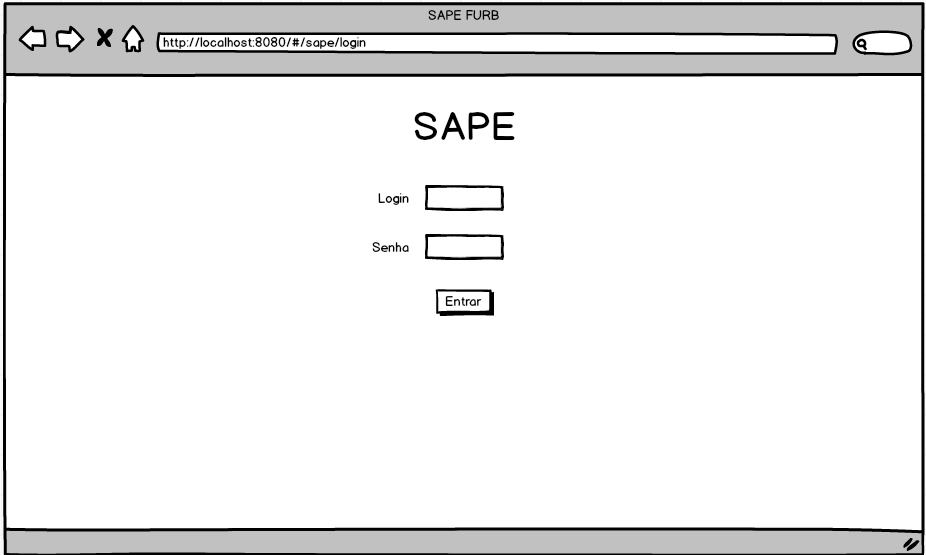 SAPE FURB
http://localhost:8080/#/sape/login
SAPE
Login
Senha
Entrar